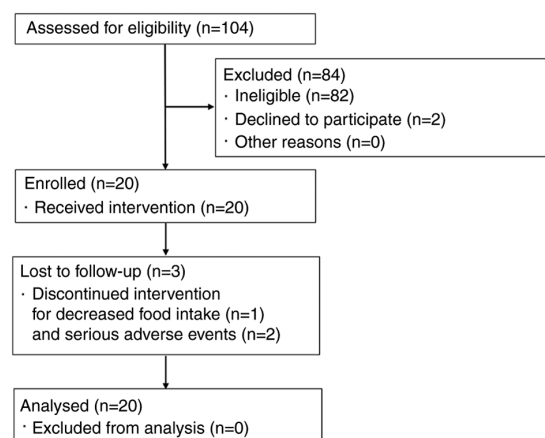 Assessed for eligibility (n=104)
Excluded (n=84)
· Ineligible (n=82)
· Declined to participate (n=2)
· Other reasons (n=0)
Enrolled (n=20)
· Received intervention (n=20)
Lost to follow-up (n=3)
· Discontinued intervention
for decreased food intake (n=1)
and serious adverse events (n=2)
Analysed (n=20)
· Excluded from analysis (n=0)